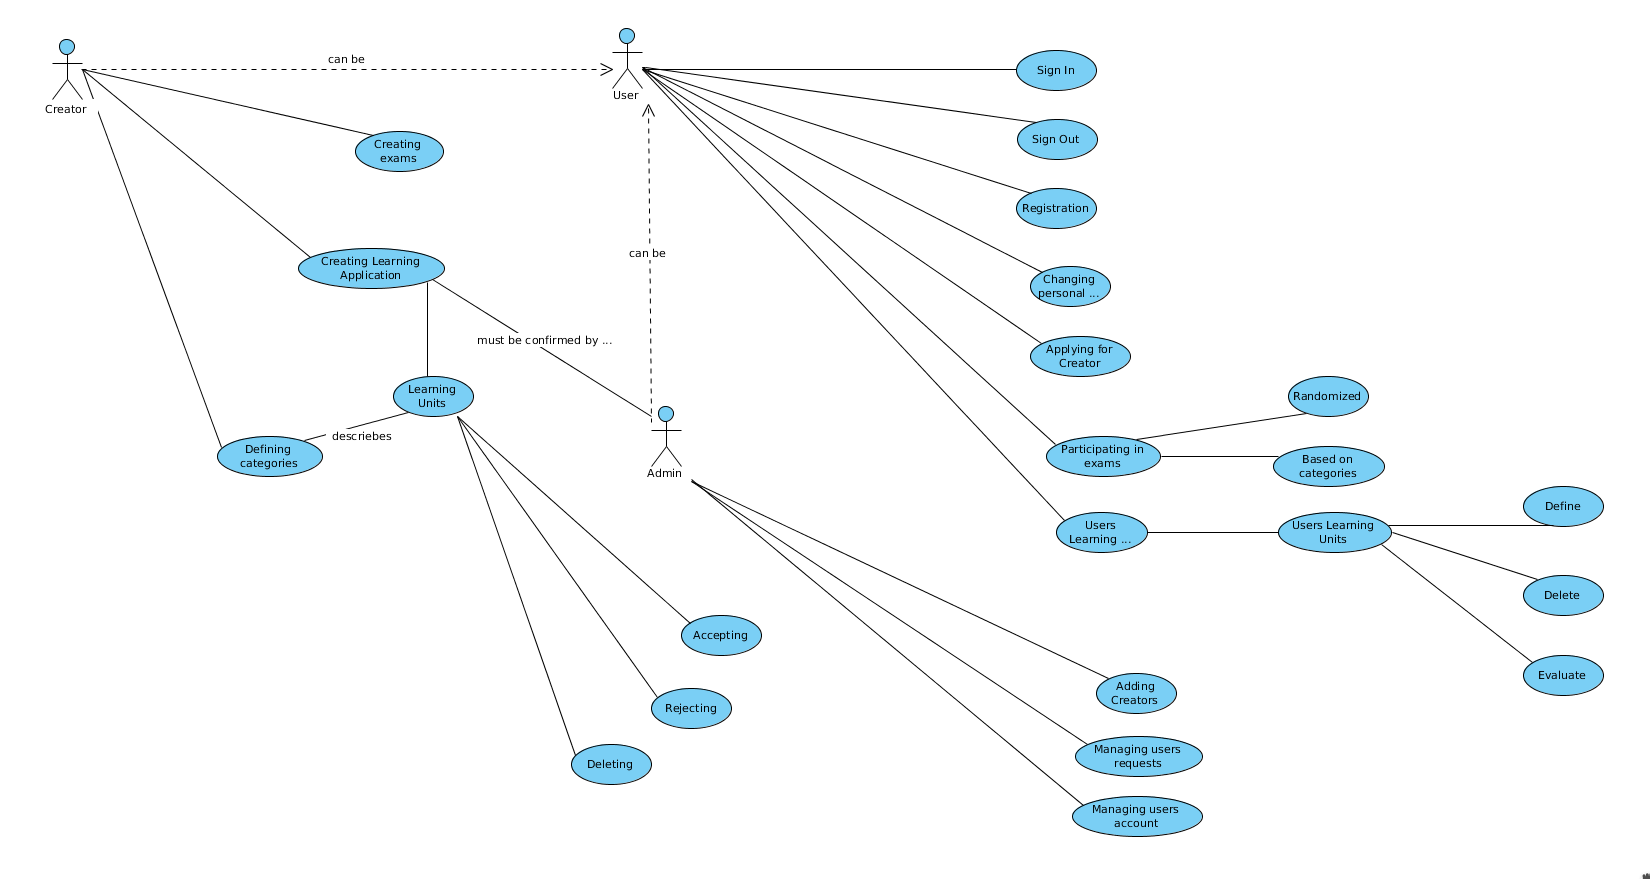 can be
User
Creator
Sign In
Sign Out
Creating
exams
Registration
can be
Creating Learning
Application
Changing
personal ...
must be confirmed by ...
Applying for
Creator
Learning
Units
Randomized
descriebes
Defining
categories
Admin
Participating in
exams
Based on
categories
Users
Learning ...
Users Learning
Units
Define
Delete
Accepting
Evaluate
Adding
Creators
Rejecting
Deleting
Managing users
requests
Managing users
account